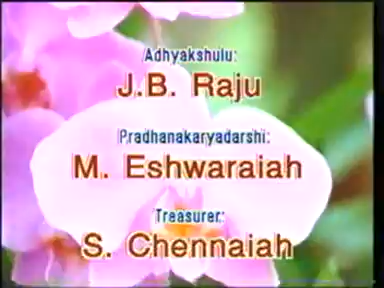 Adhyakshulu:
J.B. Raju
Pradhanakaryadarshi:
M. Eshwaraiah
Treasurer:
S. Chennaiah